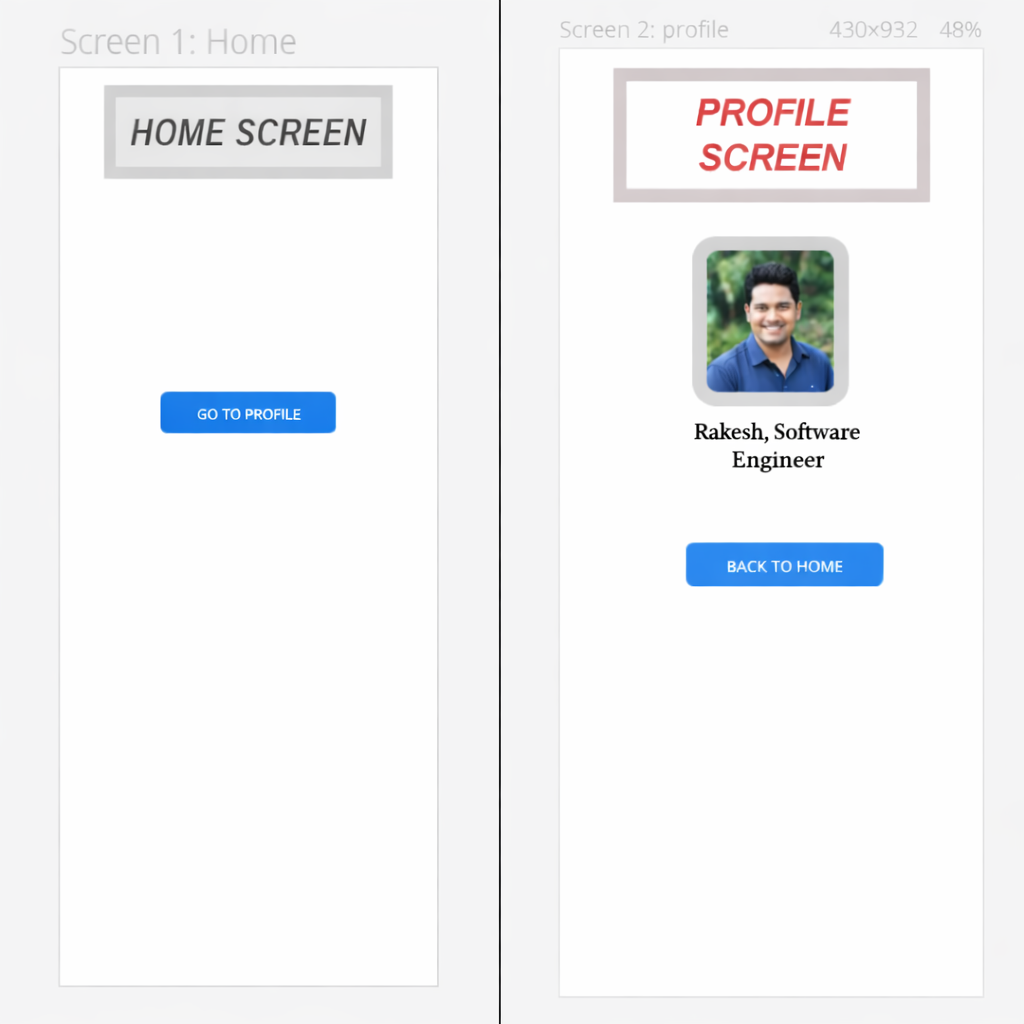 Screen 1: Home
HOME SCREEN
GO TO PROFILE
Screen 2: profile 430×932 48%
PROFILE
SCREEN
Rakesh, Software
Engineer
BACK TO HOME